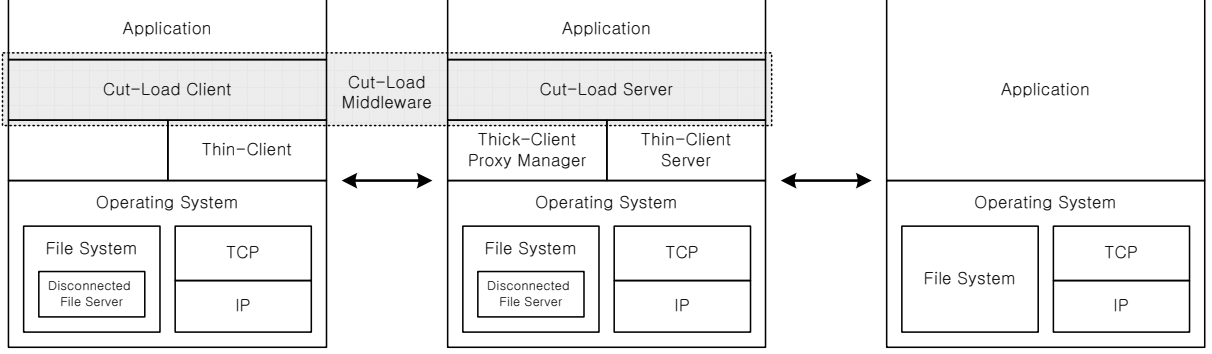 Application
Cut-Load Client
Thin-Client
Operating System
File System
Disconnected
File Server
TCP
IP
Cut-Load
Middleware
Application
Cut-Load Server
Thick-Client
Proxy Manager
Thin-Client
Server
Operating System
File System
Disconnected
File Server
TCP
IP
Application
Operating System
File System
TCP
IP